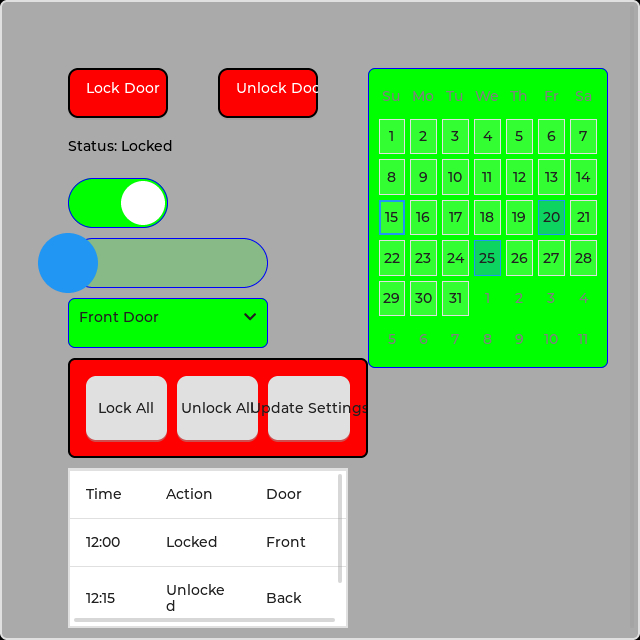 Lock Door
Unlock Doo
Status: Locked
Front Door
Lock All
Unlock All
Update Settings
Time Action Door
12:00 Locked Front
12:15 Unlocke
d Back
Su Mo Tu We Th Fr Sa
1 2 3 4 5 6 7
8 9 10 11 12 13 14
15 16 17 18 19 20 21
22 23 24 25 26 27 28
29 30 31 1 2 3 4
5 6 7 8 9 10 11